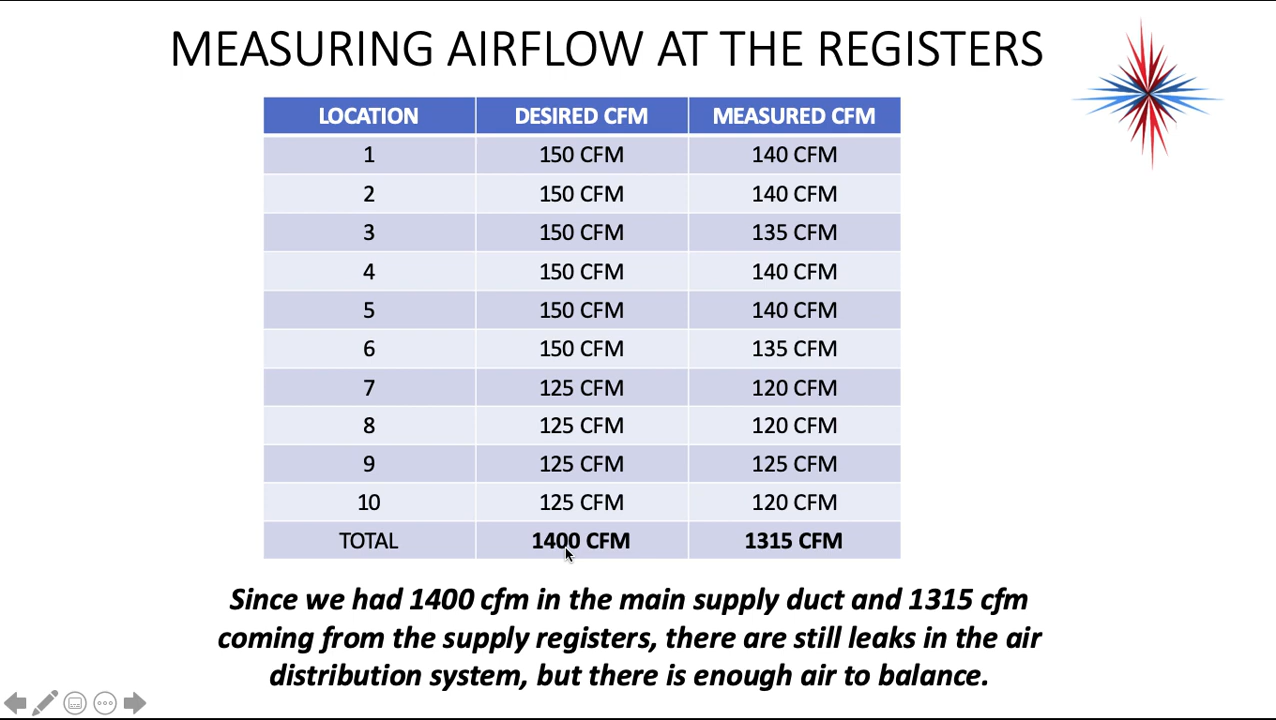 MEASURING AIRFLOW AT THE REGISTERS
LOCATION DESIRED CFM MEASURED CFM
1 150 CFM 140 CFM
2 150 CFM 140 CFM
3 150 CFM 135 CFM
4 150 CFM 140 CFM
5 150 CFM 140 CFM
6 150 CFM 135 CFM
7 125 CFM 120 CFM
8 125 CFM 120 CFM
9 125 CFM 125 CFM
10 125 CFM 120 CFM
TOTAL 1400 CFM 1315 CFM
Since we had 1400 cfm in the main supply duct and 1315 cfm
coming from the supply registers, there are still leaks in the air
distribution system, but there is enough air to balance.